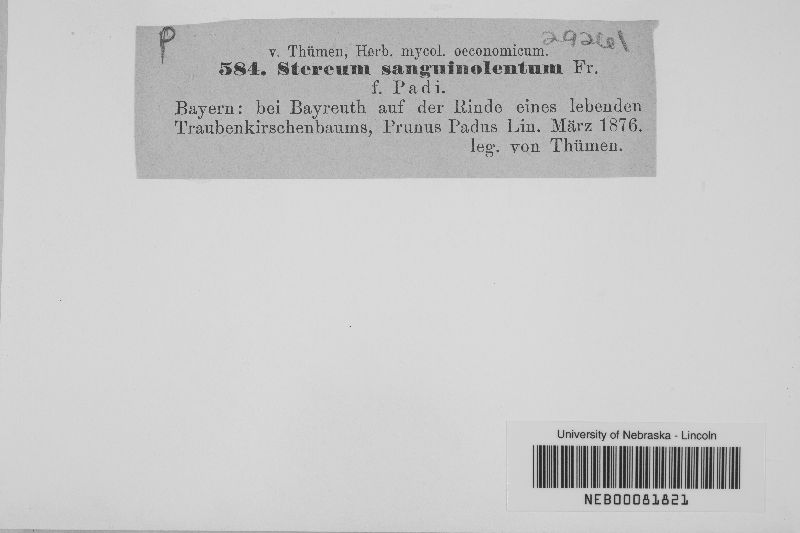 P
29261
v. Thümen, Herb. mycol. oeconomicum.
584. Stereum sanguinolentum Fr.
f. Padi.
Bayern: bei Bayreuth auf der Rinde eines lebenden
Traubenkirschenbaums, Prunus Padus Lin. März 1876.
leg. von Thümen.
University of Nebraska - Lincoln
NEB00081821